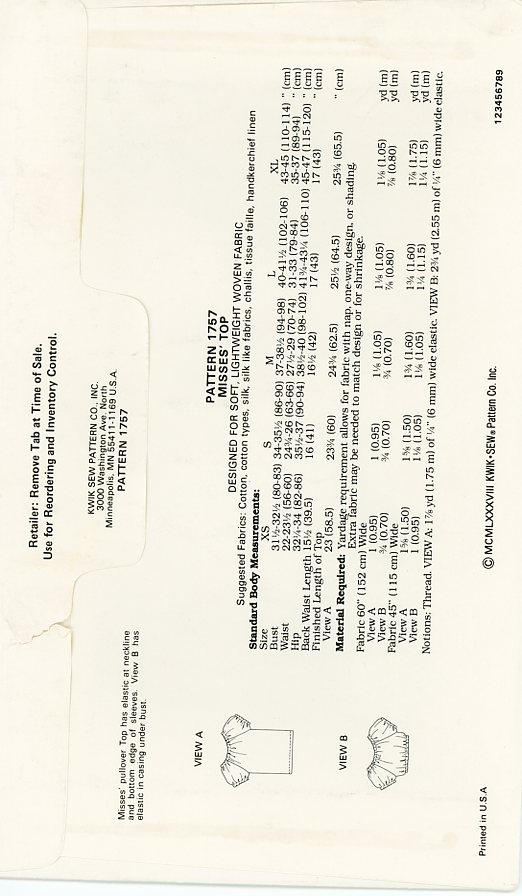 Retailer: Remove Tab at Time of Sale.
Use for Reordering and Inventory Control.
KWIK SEW PATTERN CO., INC.
3000 Washington Ave. North
Minneapolis, MN 55411-1169 U.S.A
PATTERN 1757
Misses' pullover Top has elastic at neckline
and bottom edge of sleeves. View B has
elastic in casing under bust.
PATTERN 1757
MISSES' TOP
DESIGNED FOR SOFT, LIGHTWEIGHT WOVEN FABRIC
Suggested Fabrics: Cotton, cotton types, silk, silk like fabrics, challis, tissue faille, handkerchief linen
Standard Body Measurements:
Size XS S M L XL
Bust 31½-32½ (80-83) 34-35½ (86-90) 37-38½ (94-98) 40-41½ (102-106) 43-45 (110-114) " (cm)
Waist 22-23½ (56-60) 24¾-26 (63-66) 27½-29 (70-74) 31-33 (79-84) 35-37 (89-94) " (cm)
Hip 32¼-34 (82-86) 35½-37 (90-94) 38½-40 (98-102) 41¾-43¼ (106-110) 45-47 (115-120) " (cm)
Back Waist Length 15½ (39.5) 16 (41) 16½ (42) 17 (43) 17 (43) " (cm)
Finished Length of Top
View A 23 (58.5) 23¾ (60) 24¾ (62.5) 25½ (64.5) 25¾ (65.5) " (cm)
Material Required: Yardage requirement allows for fabric with nap, one-way design, or shading.
Extra fabric may be needed to match design or for shrinkage.
Fabric 60" (152 cm) Wide
View A 1 (0.95) 1 (0.95) 1⅛ (1.05) 1⅛ (1.05) 1⅛ (1.05) yd (m)
View B ¾ (0.70) ¾ (0.70) ¾ (0.70) ⅞ (0.80) ⅞ (0.80) yd (m)
Fabric 45" (115 cm) Wide
View A 1⅝ (1.50) 1⅝ (1.50) 1¾ (1.60) 1¾ (1.60) 1⅞ (1.75) yd (m)
View B 1 (0.95) 1⅛ (1.05) 1⅛ (1.05) 1¼ (1.15) 1¼ (1.15) yd (m)
Notions: Thread. VIEW A: 1⅞ yd (1.75 m) of ¼" (6 mm) wide elastic. VIEW B: 2¾ yd (2.55 m) of ¼" (6 mm) wide elastic.
VIEW A
VIEW B
Printed in U.S.A
© MCMLXXXVIII KWIK•SEW® Pattern Co. Inc.
123456789